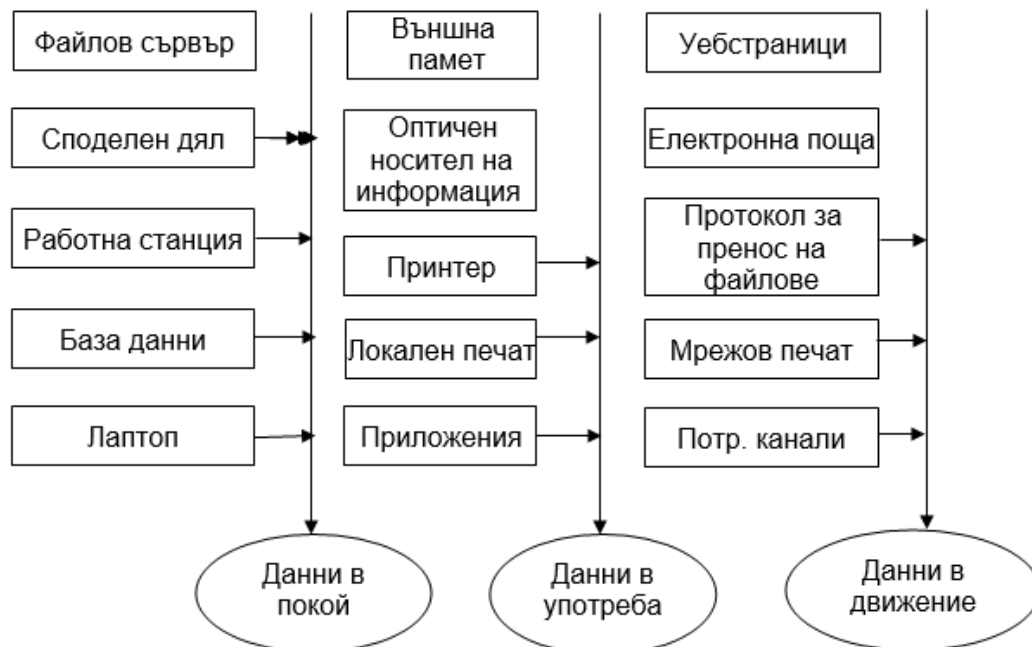 Файлов сървър
Споделен дял
Работна станция
База данни
Лаптоп
Данни в
покой
Външна
памет
Оптичен
носител на
информация
Принтер
Локален печат
Приложения
Данни в
употреба
Уебстраници
Електронна поща
Протокол за
пренос на
файлове
Мрежов печат
Потр. канали
Данни в
движение